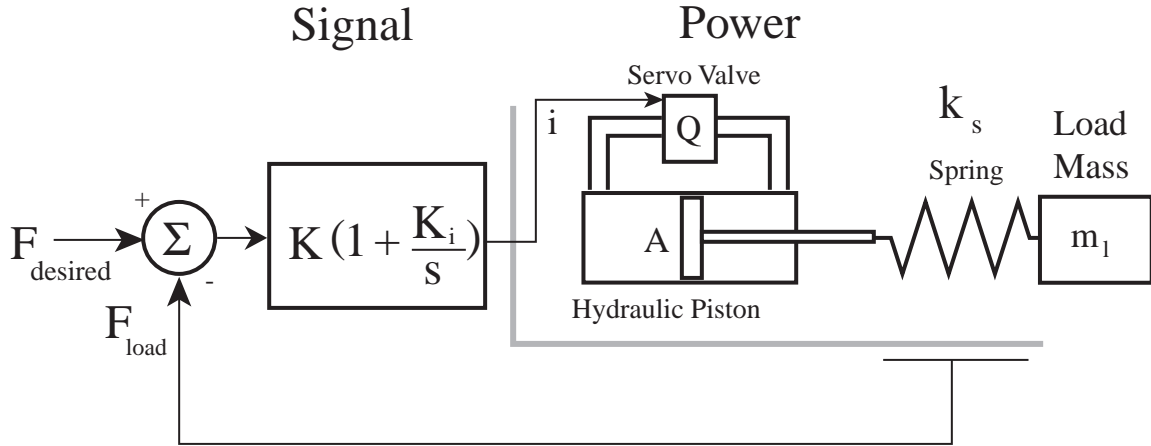 Signal
Power
Servo Valve
i
Q
k s
Load
Mass
Spring
+
Σ
F desired
-
K (1 + K i / s )
A
m l
Hydraulic Piston
F load